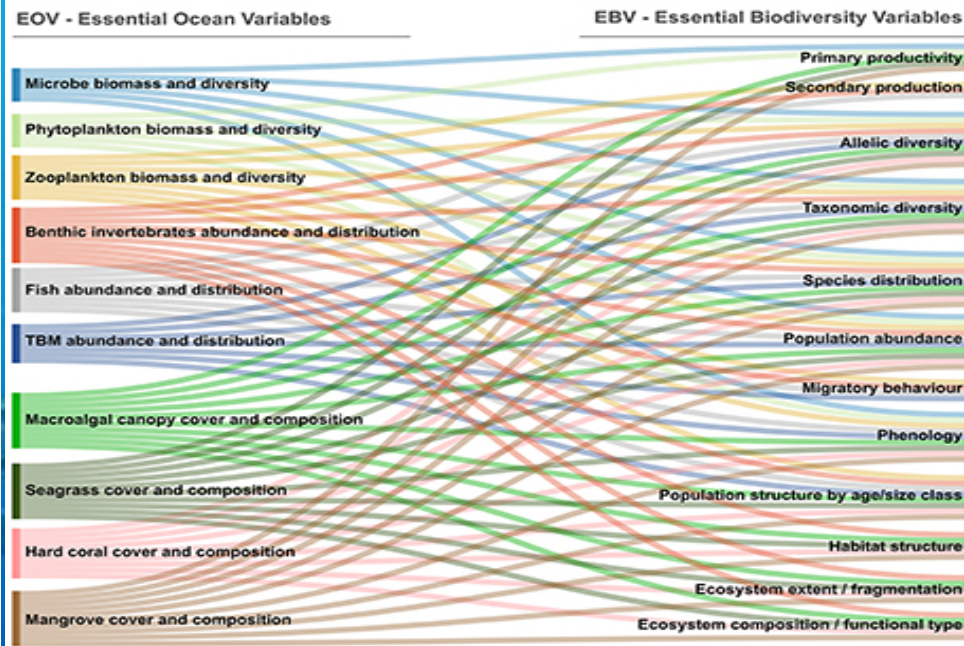 EOV - Essential Ocean Variables
EBV - Essential Biodiversity Variables
Microbe biomass and diversity
Phytoplankton biomass and diversity
Zooplankton biomass and diversity
Benthic invertebrates abundance and distribution
Fish abundance and distribution
TBM abundance and distribution
Macroalgal canopy cover and composition
Seagrass cover and composition
Hard coral cover and composition
Mangrove cover and composition
Primary productivity
Secondary production
Allelic diversity
Taxonomic diversity
Species distribution
Population abundance
Migratory behaviour
Phenology
Population structure by age/size class
Habitat structure
Ecosystem extent / fragmentation
Ecosystem composition / functional type